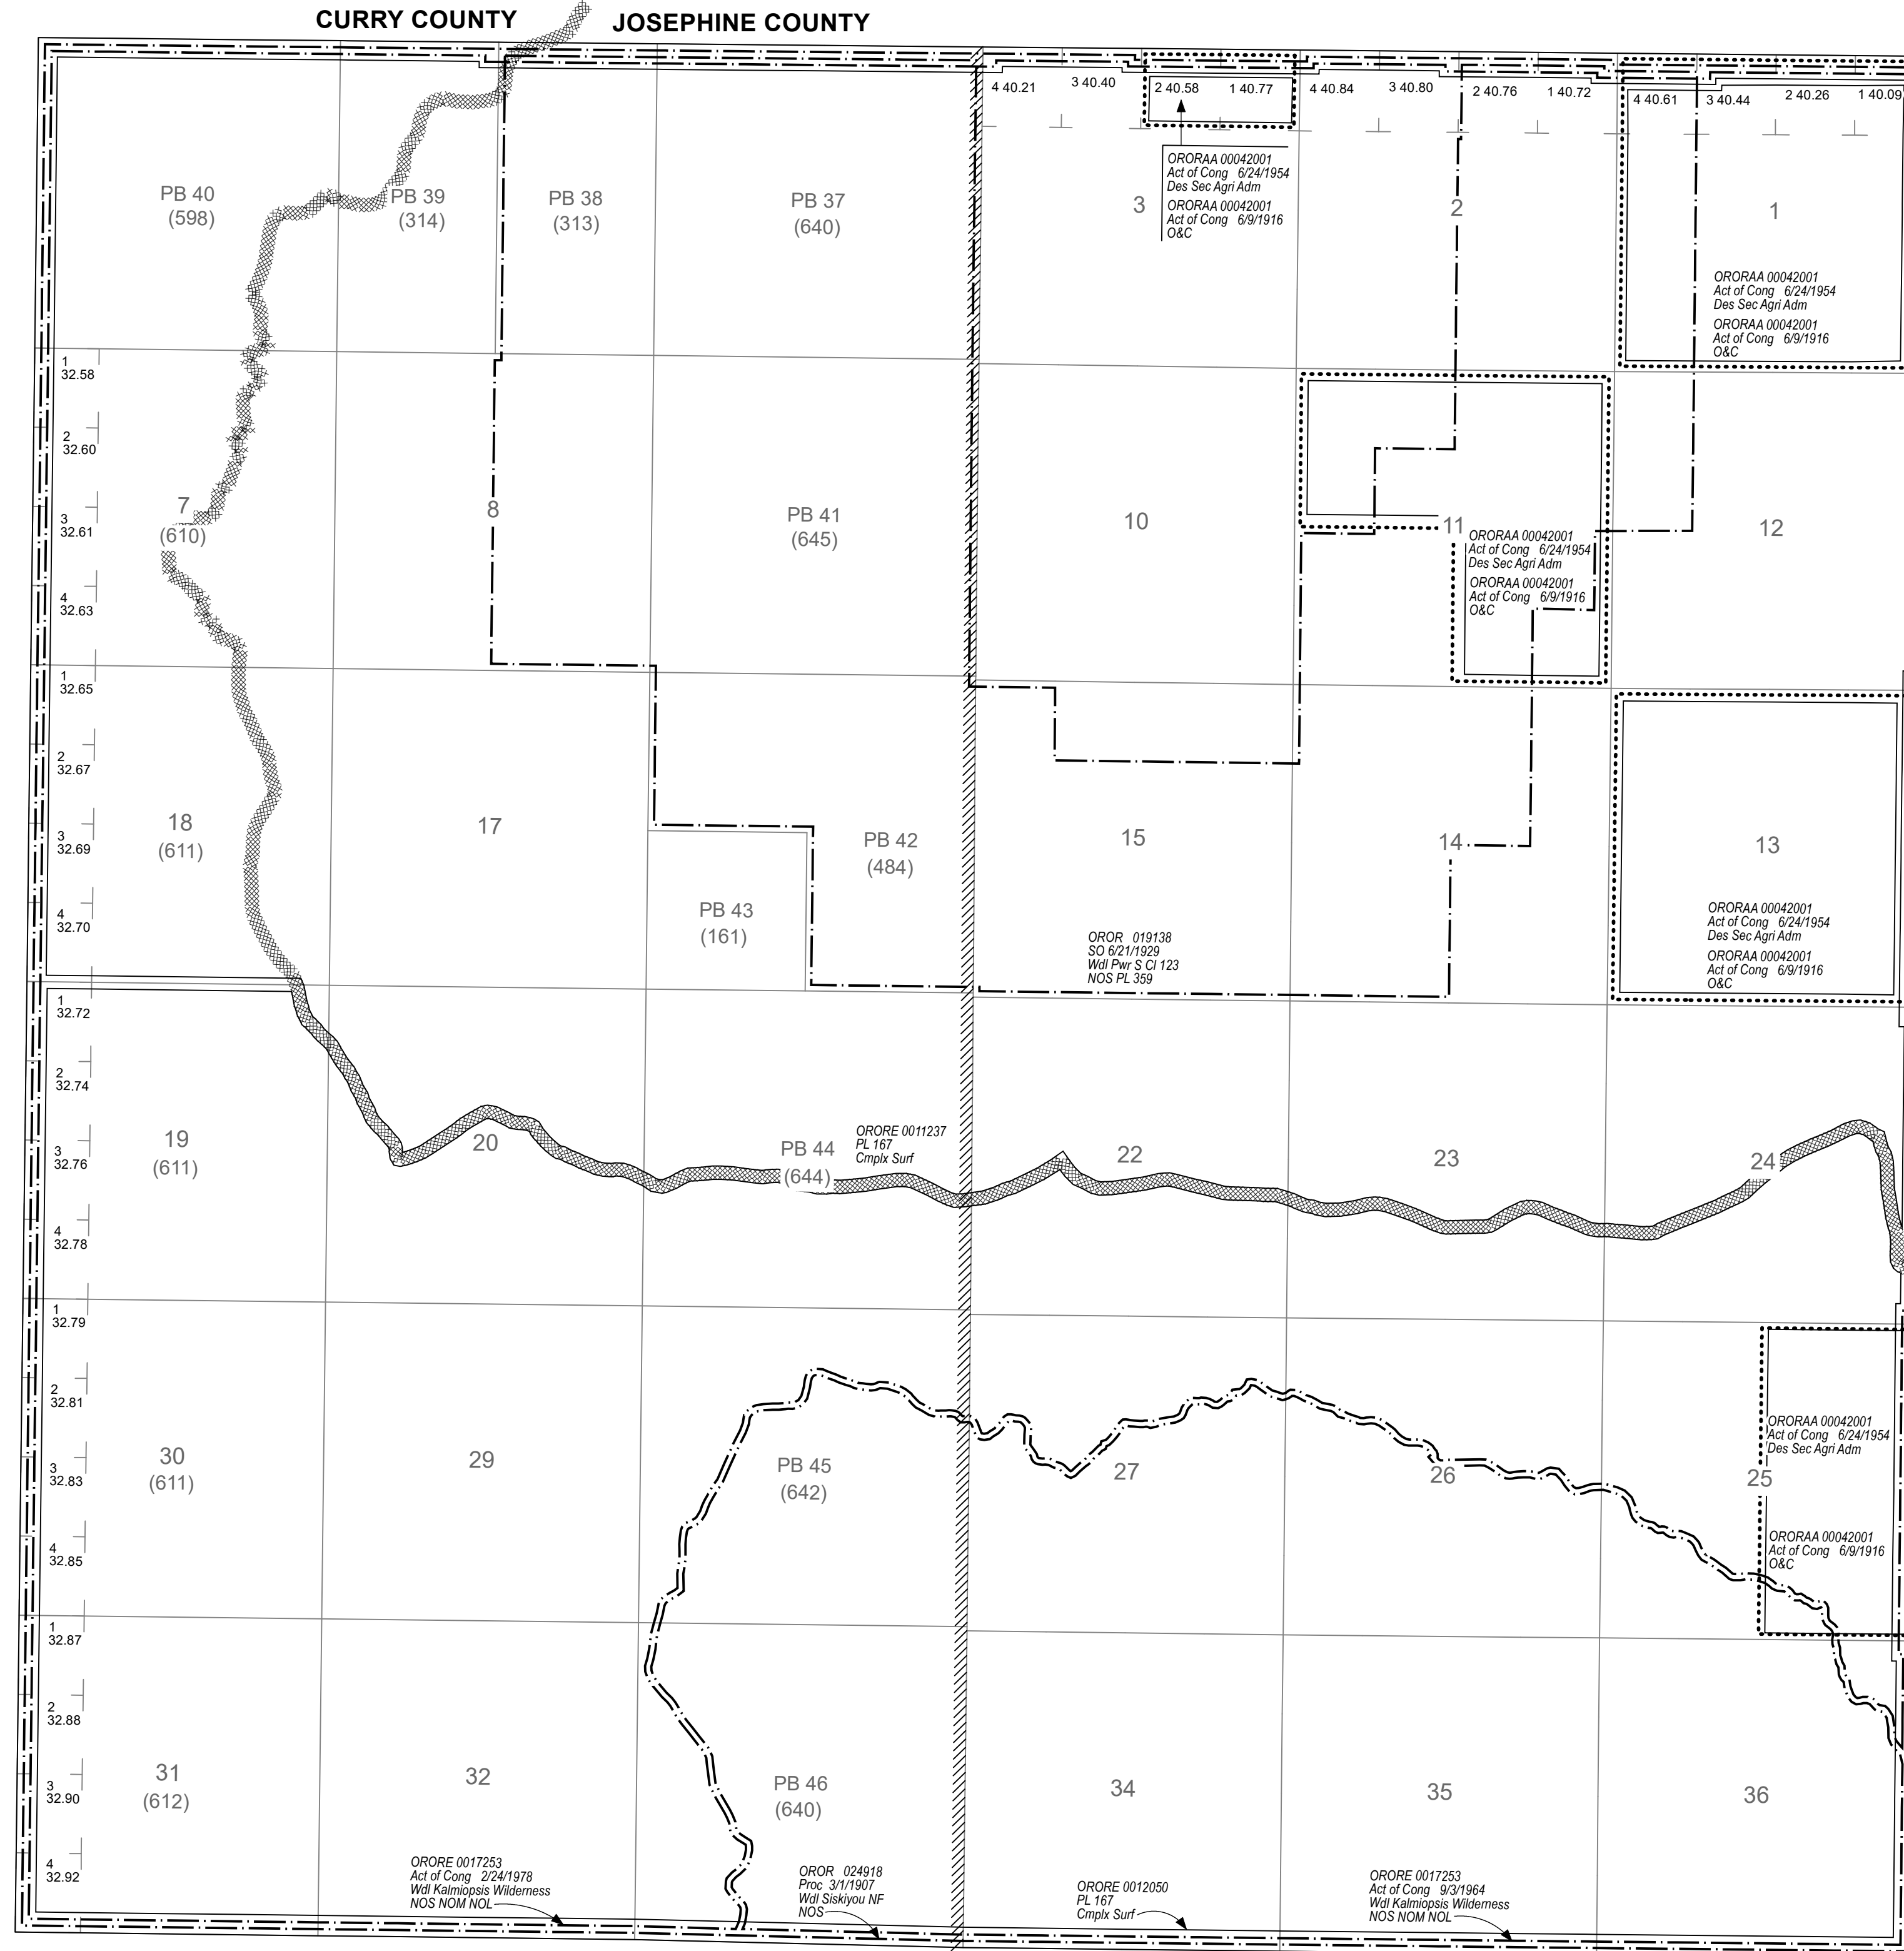 CURRY COUNTY
JOSEPHINE COUNTY
4 40.21
3 40.40
2 40.58
1 40.77
4 40.84
3 40.80
2 40.76
1 40.72
4 40.61
3 40.44
2 40.26
1 40.09
PB 40
(598)
PB 39
(314)
PB 38
(313)
PB 37
(640)
3
ORORAA 00042001
Act of Cong 6/24/1954
Des Sec Agri Adm
ORORAA 00042001
Act of Cong 6/9/1916
O&C
2
1
ORORAA 00042001
Act of Cong 6/24/1954
Des Sec Agri Adm
ORORAA 00042001
Act of Cong 6/9/1916
O&C
1
32.58
2
32.60
3
32.61
4
32.63
7
(610)
8
PB 41
(645)
10
11
ORORAA 00042001
Act of Cong 6/24/1954
Des Sec Agri Adm
ORORAA 00042001
Act of Cong 6/9/1916
O&C
12
1
32.65
2
32.67
3
32.69
4
32.70
18
(611)
17
PB 42
(484)
PB 43
(161)
15
OROR 019138
SO 6/21/1929
Wdl Pwr S Cl 123
NOS PL 359
14
13
ORORAA 00042001
Act of Cong 6/24/1954
Des Sec Agri Adm
ORORAA 00042001
Act of Cong 6/9/1916
O&C
1
32.72
2
32.74
3
32.76
4
32.78
19
(611)
20
PB 44
(644)
ORORE 0011237
PL 167
Cmplx Surf
22
23
24
1
32.79
2
32.81
3
32.83
4
32.85
30
(611)
29
PB 45
(642)
27
26
25
ORORAA 00042001
Act of Cong 6/24/1954
Des Sec Agri Adm
ORORAA 00042001
Act of Cong 6/9/1916
O&C
1
32.87
2
32.88
3
32.90
4
32.92
31
(612)
32
PB 46
(640)
34
35
36
ORORE 0017253
Act of Cong 2/24/1978
Wdl Kalmiopsis Wilderness
NOS NOM NOL
OROR 024918
Proc 3/1/1907
Wdl Siskiyou NF
NOS
ORORE 0012050
PL 167
Cmplx Surf
ORORE 0017253
Act of Cong 9/3/1964
Wdl Kalmiopsis Wilderness
NOS NOM NOL